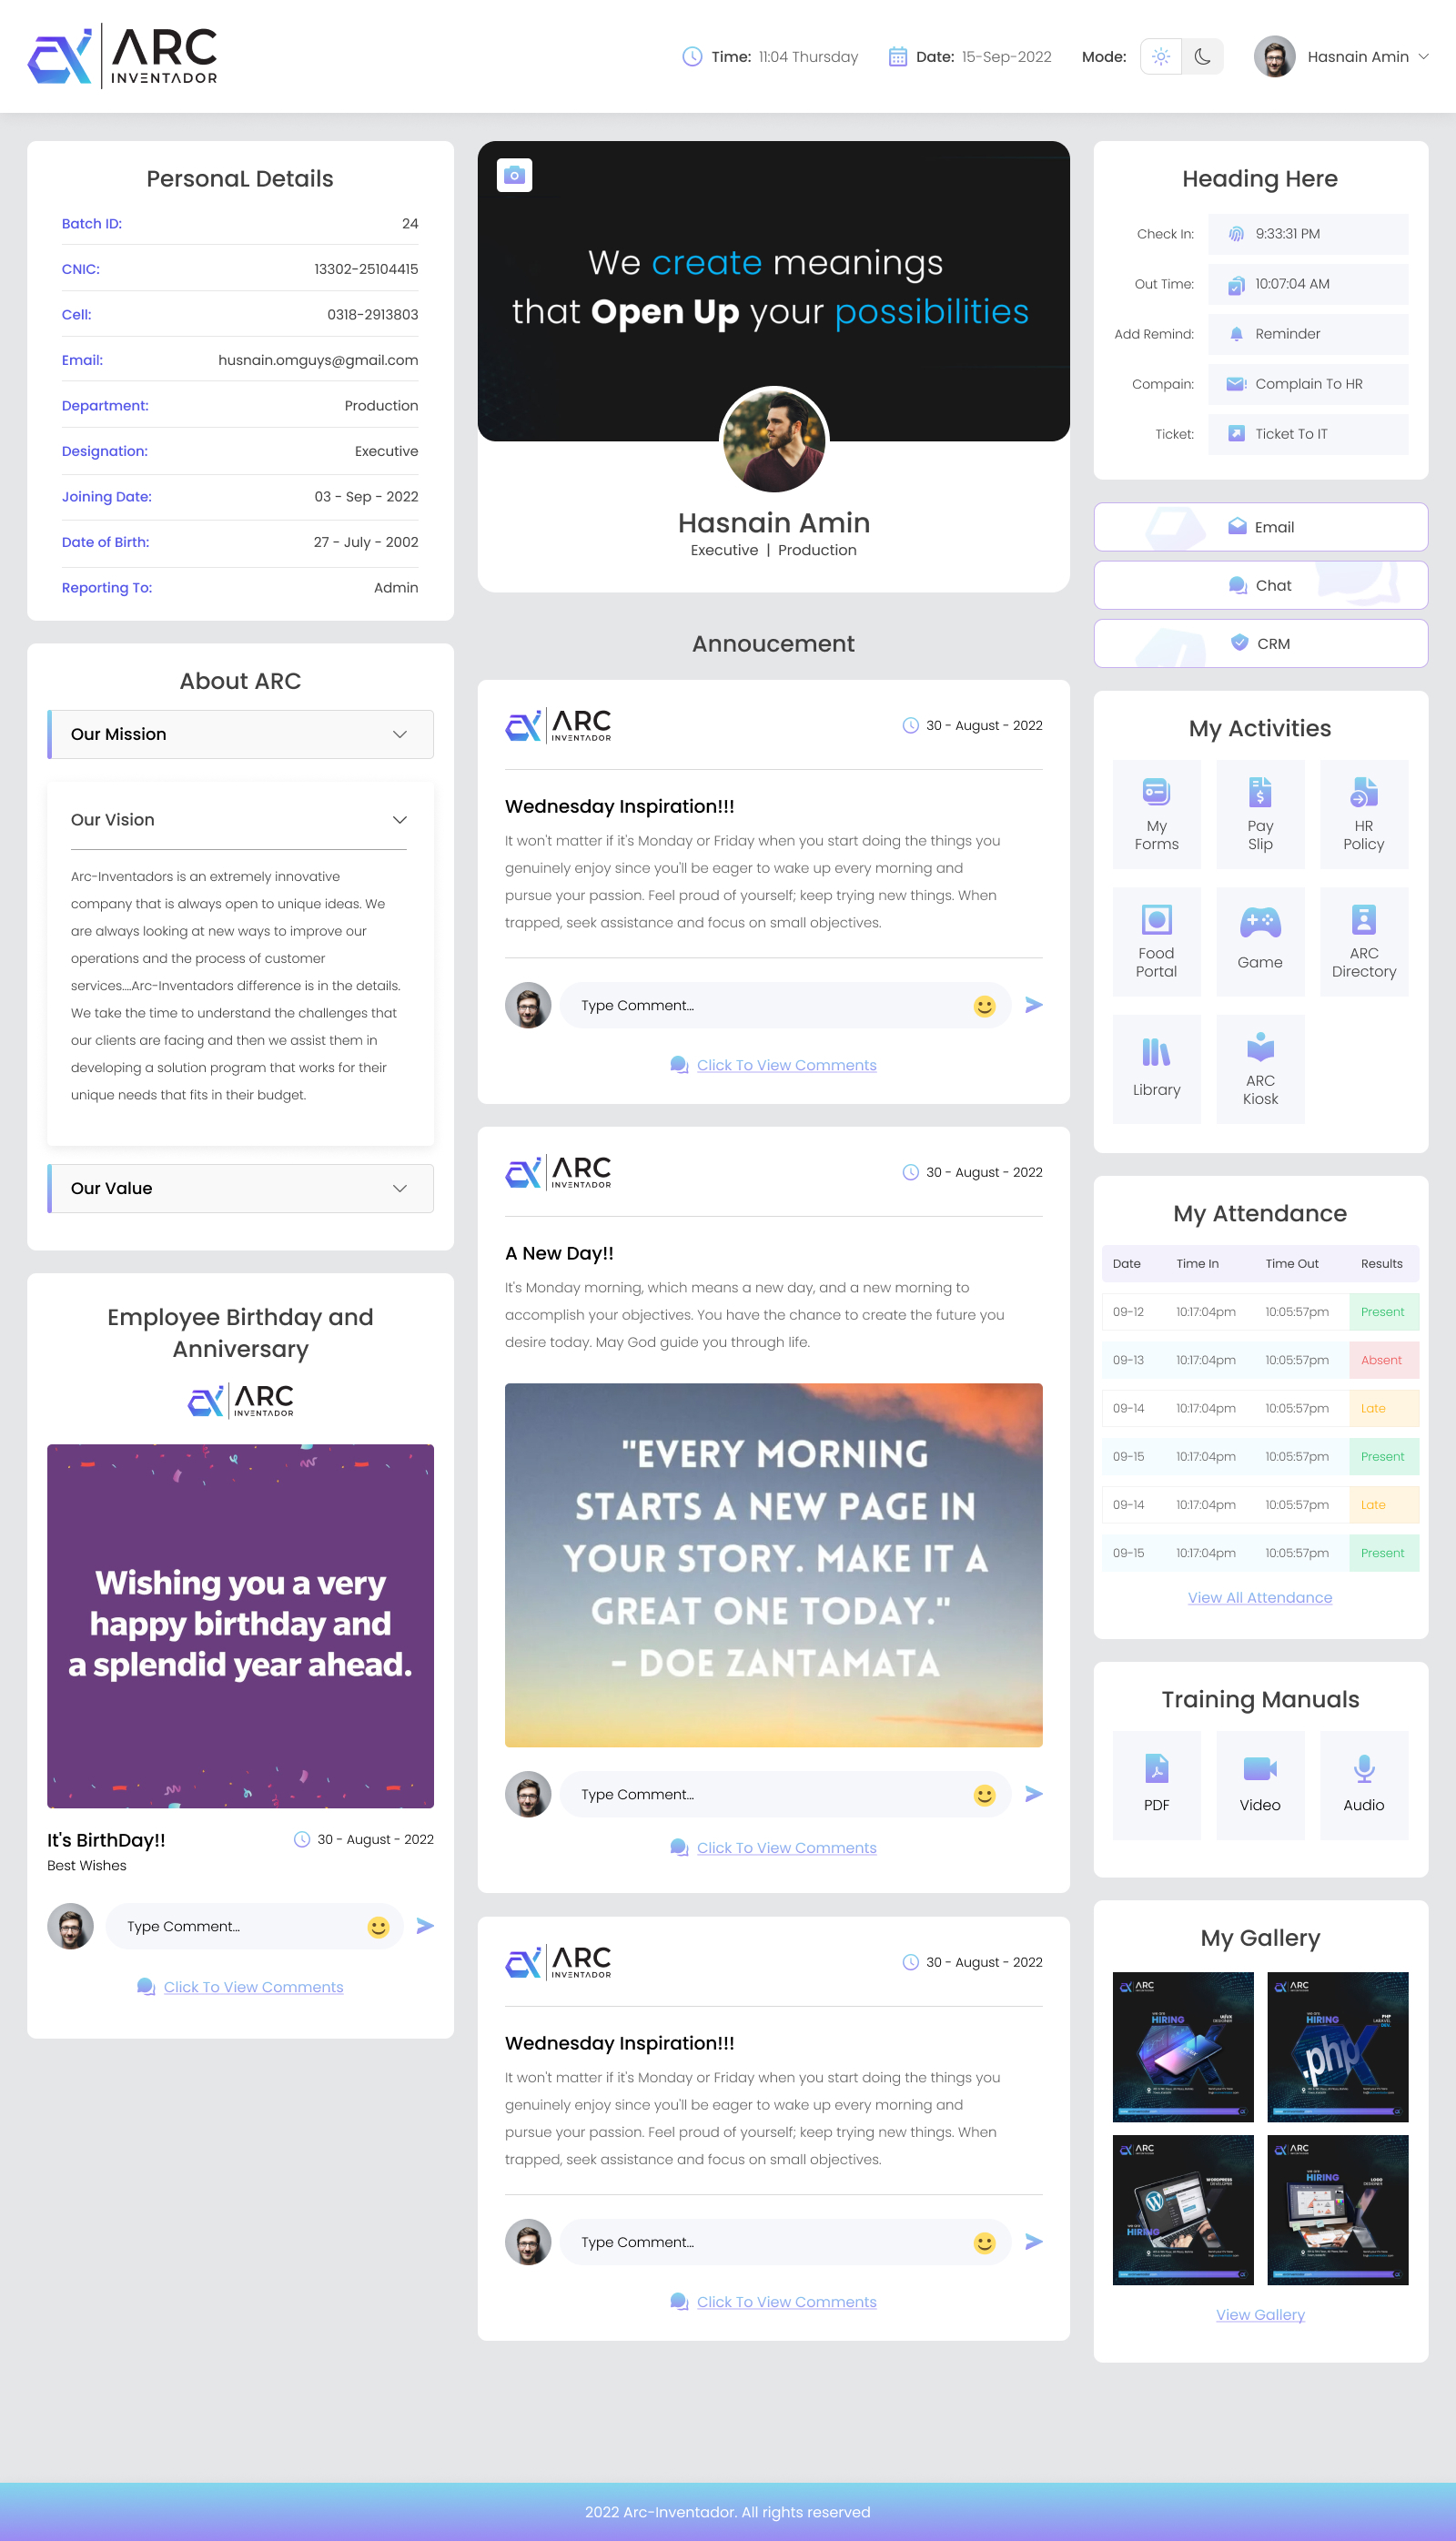 ARC
INVENTADOR
Time: 11:04 Thursday
Date: 15-Sep-2022
Mode:
Hasnain Amin
PersonaL Details
Batch ID: 24
CNIC: 13302-25104415
Cell: 0318-2913803
Email: husnain.omguys@gmail.com
Department: Production
Designation: Executive
Joining Date: 03 - Sep - 2022
Date of Birth: 27 - July - 2002
Reporting To: Admin
About ARC
Our Mission
Our Vision
Arc-Inventadors is an extremely innovative
company that is always open to unique ideas. We
are always looking at new ways to improve our
operations and the process of customer
services....Arc-Inventadors difference is in the details.
We take the time to understand the challenges that
our clients are facing and then we assist them in
developing a solution program that works for their
unique needs that fits in their budget.
Our Value
Employee Birthday and
Anniversary
ARC
INVENTADOR
Wishing you a very
happy birthday and
a splendid year ahead.
It's BirthDay!!
30 - August - 2022
Best Wishes
Type Comment...
Click To View Comments
We create meanings
that Open Up your possibilities
Hasnain Amin
Executive | Production
Annoucement
ARC
INVENTADOR
30 - August - 2022
Wednesday Inspiration!!!
It won't matter if it's Monday or Friday when you start doing the things you
genuinely enjoy since you'll be eager to wake up every morning and
pursue your passion. Feel proud of yourself; keep trying new things. When
trapped, seek assistance and focus on small objectives.
Type Comment...
Click To View Comments
ARC
INVENTADOR
30 - August - 2022
A New Day!!
It's Monday morning, which means a new day, and a new morning to
accomplish your objectives. You have the chance to create the future you
desire today. May God guide you through life.
"EVERY MORNING
STARTS A NEW PAGE IN
YOUR STORY. MAKE IT A
GREAT ONE TODAY."
- DOE ZANTAMATA
Type Comment...
Click To View Comments
ARC
INVENTADOR
30 - August - 2022
Wednesday Inspiration!!!
It won't matter if it's Monday or Friday when you start doing the things you
genuinely enjoy since you'll be eager to wake up every morning and
pursue your passion. Feel proud of yourself; keep trying new things. When
trapped, seek assistance and focus on small objectives.
Type Comment...
Click To View Comments
Heading Here
Check In: 9:33:31 PM
Out Time: 10:07:04 AM
Add Remind: Reminder
Compain: Complain To HR
Ticket: Ticket To IT
Email
Chat
CRM
My Activities
My
Forms
Pay
Slip
HR
Policy
Food
Portal
Game
ARC
Directory
Library
ARC
Kiosk
My Attendance
Date Time In Time Out Results
09-12 10:17:04pm 10:05:57pm Present
09-13 10:17:04pm 10:05:57pm Absent
09-14 10:17:04pm 10:05:57pm Late
09-15 10:17:04pm 10:05:57pm Present
09-14 10:17:04pm 10:05:57pm Late
09-15 10:17:04pm 10:05:57pm Present
View All Attendance
Training Manuals
PDF
Video
Audio
My Gallery
ARC
HIRING
ARC
HIRING
PHP
.php
ARC
HIRING
ARC
HIRING
View Gallery
2022 Arc-Inventador. All rights reserved